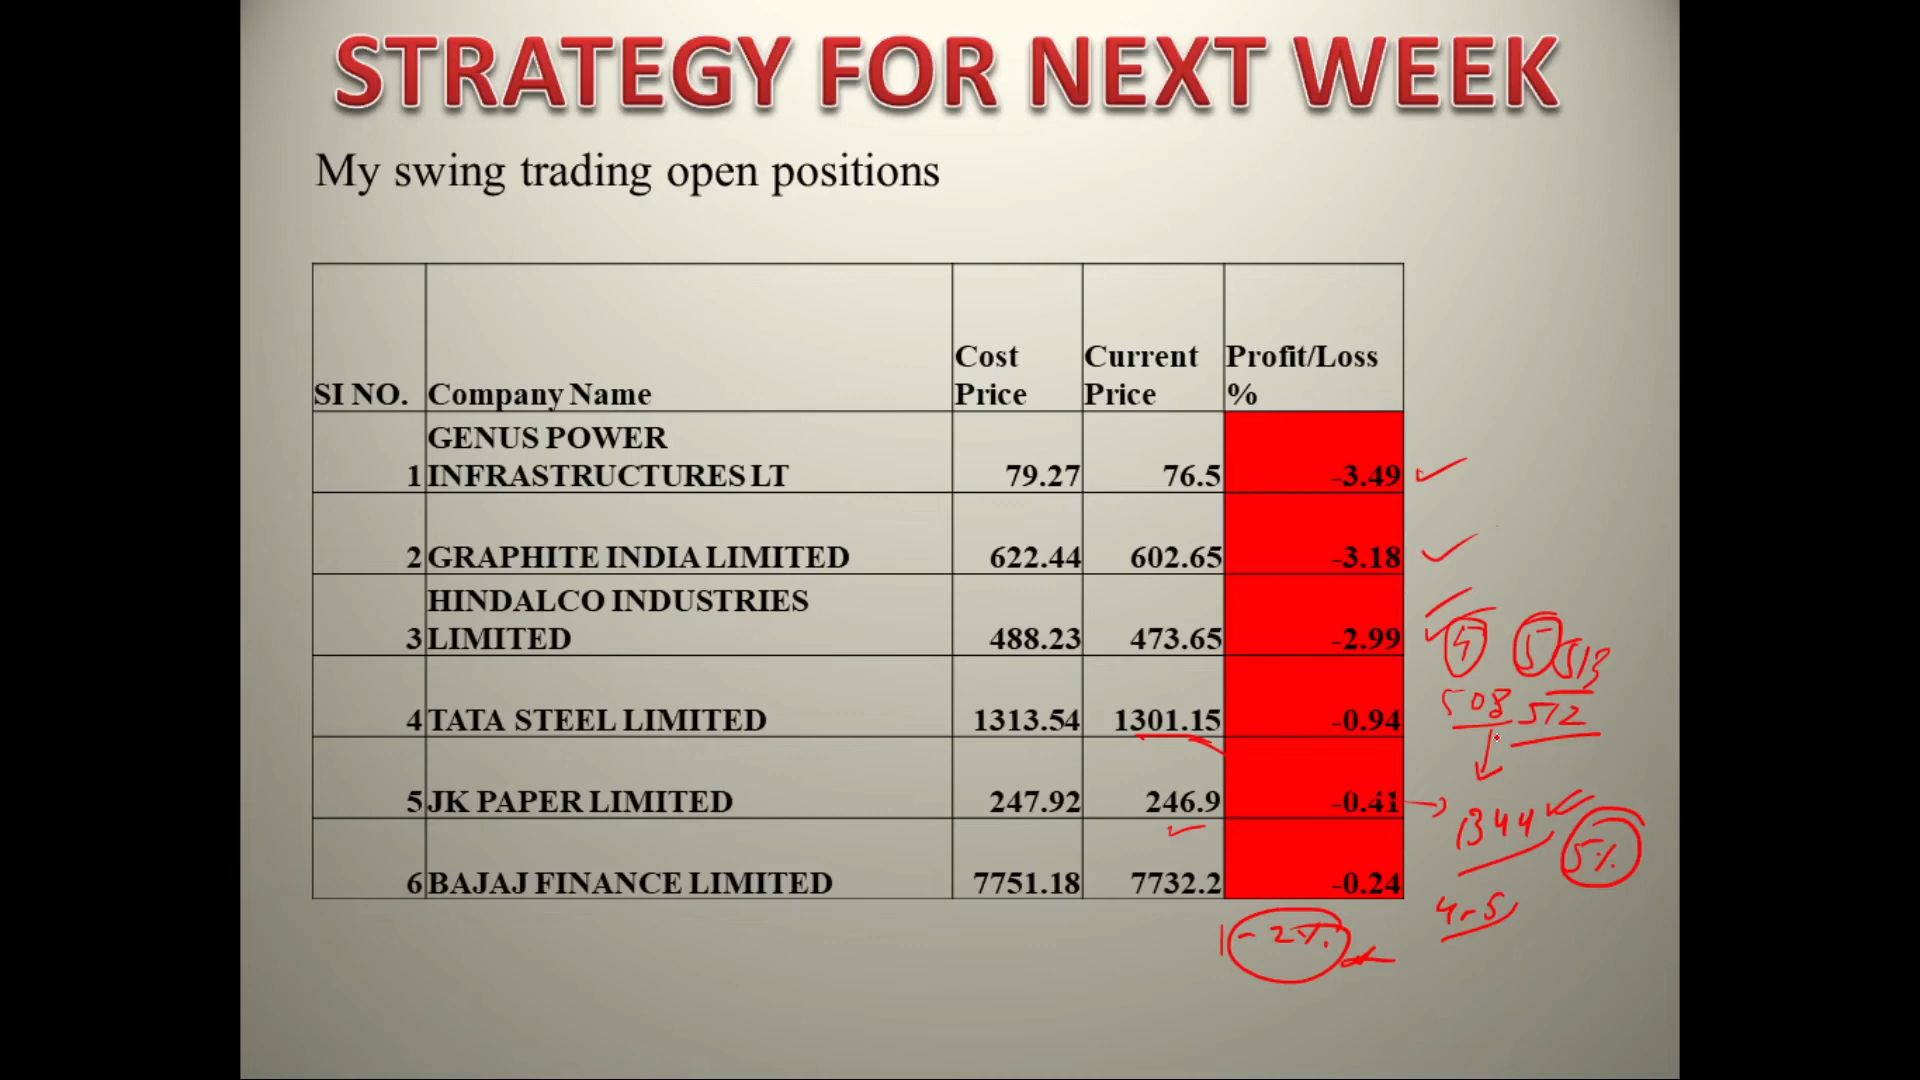 STRATEGY FOR NEXT WEEK
My swing trading open positions
SI NO. Company Name Cost Price Current Price Profit/Loss %
1 GENUS POWER INFRASTRUCTURES LT 79.27 76.5 -3.49
2 GRAPHITE INDIA LIMITED 622.44 602.65 -3.18
3 HINDALCO INDUSTRIES LIMITED 488.23 473.65 -2.99
4 TATA STEEL LIMITED 1313.54 1301.15 -0.94
5 JK PAPER LIMITED 247.92 246.9 -0.41
6 BAJAJ FINANCE LIMITED 7751.18 7732.2 -0.24
5 513
508 512
1344
5%
4-5
1-2%